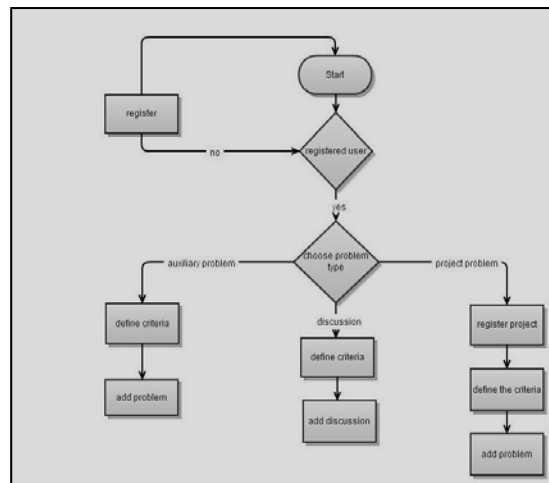 Start
register
registered user
no
yes
choose problem
type
auxiliary problem
project problem
discussion
define criteria
define criteria
register project
add problem
add discussion
define the criteria
add problem